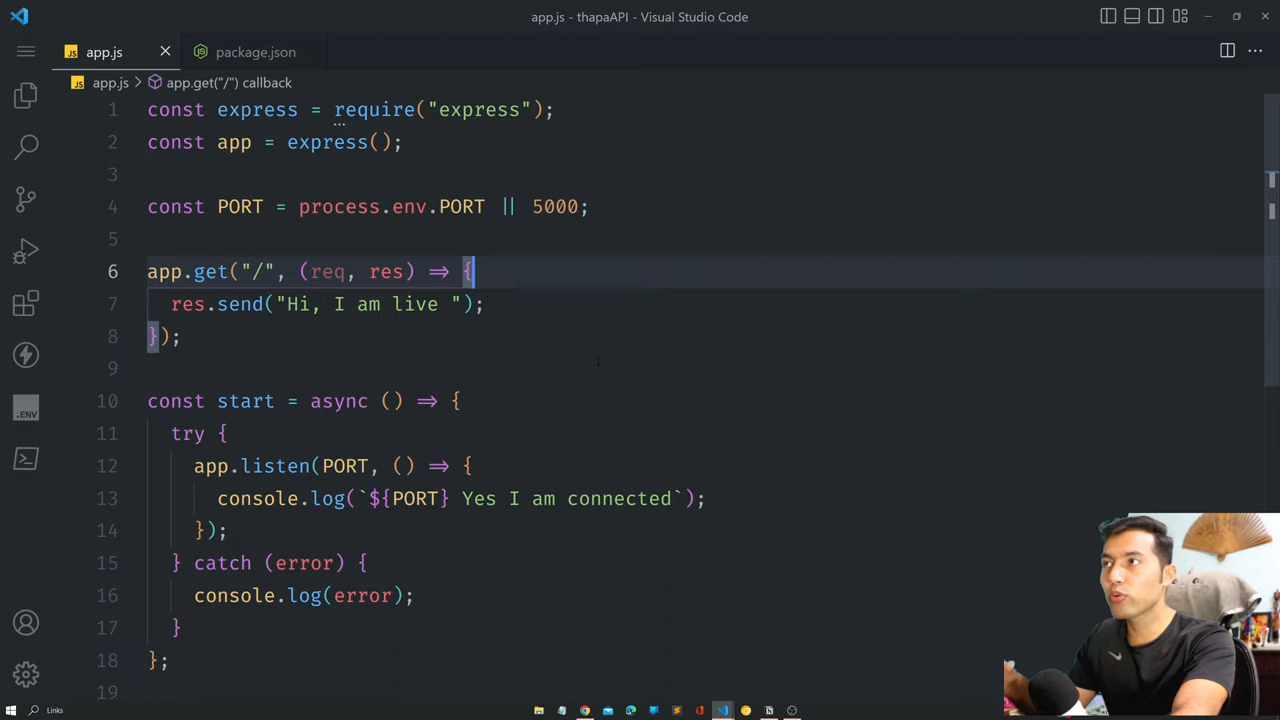 app.js - thapaAPI - Visual Studio Code
JS app.js package.json
JS app.js app.get("/") callback
1 const express = require("express");
2 const app = express();
3
4 const PORT = process.env.PORT || 5000;
5
6 app.get("/", (req, res) => {
7 res.send("Hi, I am live ");
8 });
9
10 const start = async () => {
11 try {
12 app.listen(PORT, () => {
13 console.log(`${PORT} Yes I am connected`);
14 });
15 } catch (error) {
16 console.log(error);
17 }
18 };
19
.ENV
Links